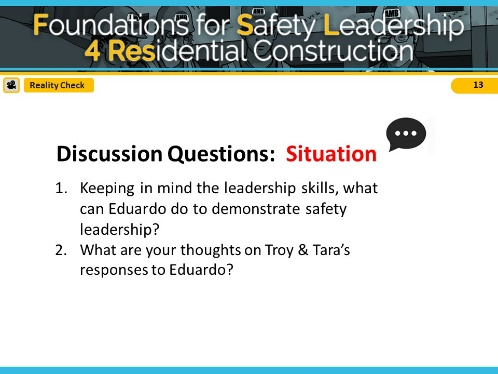 Foundations for Safety Leadership
4 Residential Construction
Reality Check
13
Discussion Questions: Situation
1. Keeping in mind the leadership skills, what
can Eduardo do to demonstrate safety
leadership?
2. What are your thoughts on Troy & Tara's
responses to Eduardo?